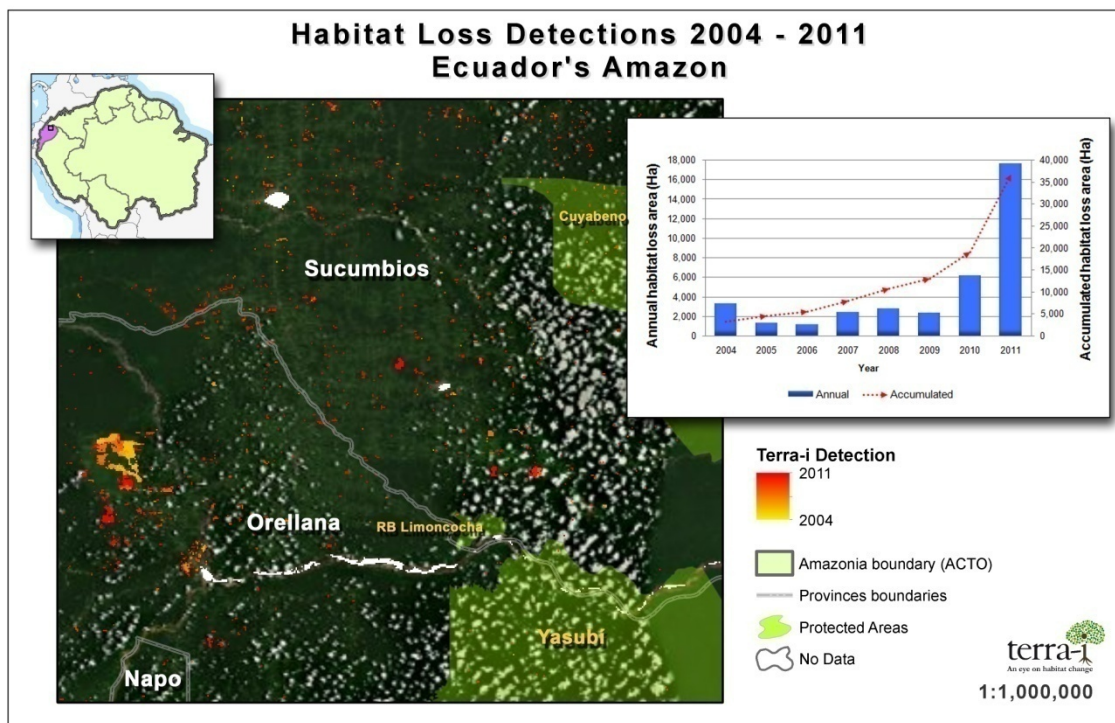 Habitat Loss Detections 2004 - 2011
Ecuador's Amazon
Cuyabeno
Sucumbios
Orellana
RB Limoncocha
Yasubí
Napo
Annual habitat loss area (Ha)
18,000
16,000
14,000
12,000
10,000
8,000
6,000
4,000
2,000
0
40,000
35,000
30,000
25,000
20,000
15,000
10,000
5,000
0
Accumulated habitat loss area (Ha)
2004 2005 2006 2007 2008 2009 2010 2011
Year
Annual Accumulated
Terra-i Detection
2011
2004
Amazonia boundary (ACTO)
Provinces boundaries
Protected Areas
No Data
terra-i
An eye on habitat change
1:1,000,000